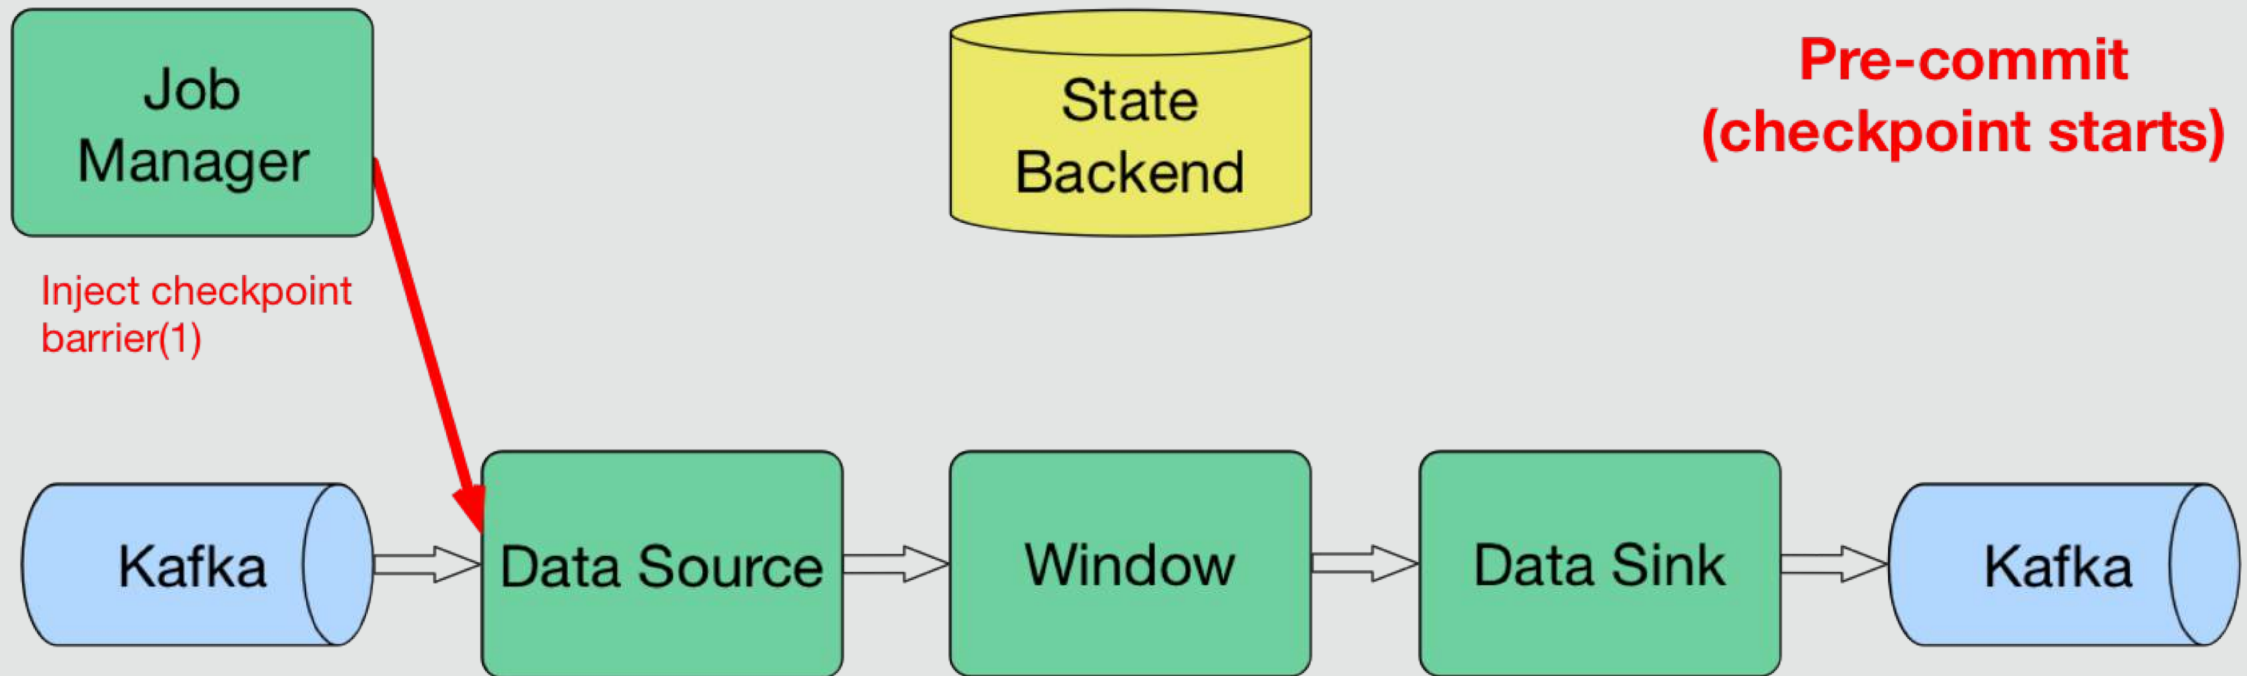 Job
Manager
State
Backend
Pre-commit
(checkpoint starts)
Inject checkpoint
barrier(1)
Kafka
Data Source
Window
Data Sink
Kafka